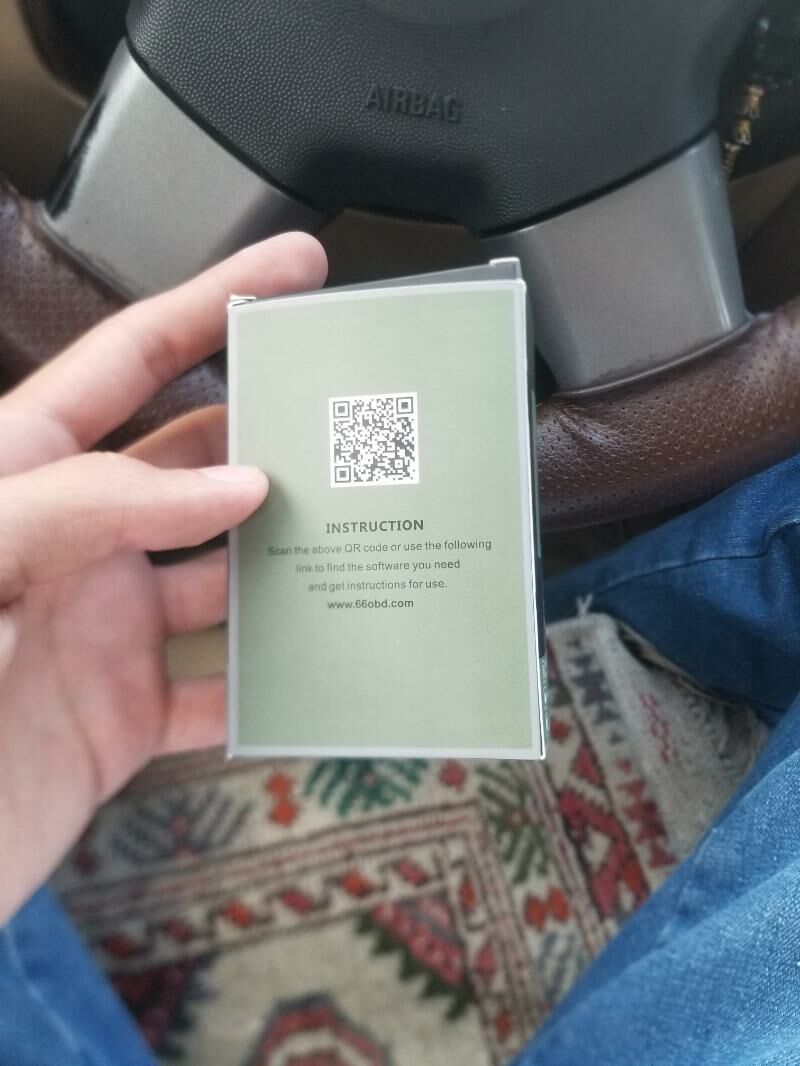 AIRBAG
INSTRUCTION
Scan the above QR code or use the following
link to find the software you need
and get instructions for use.
www.66obd.com